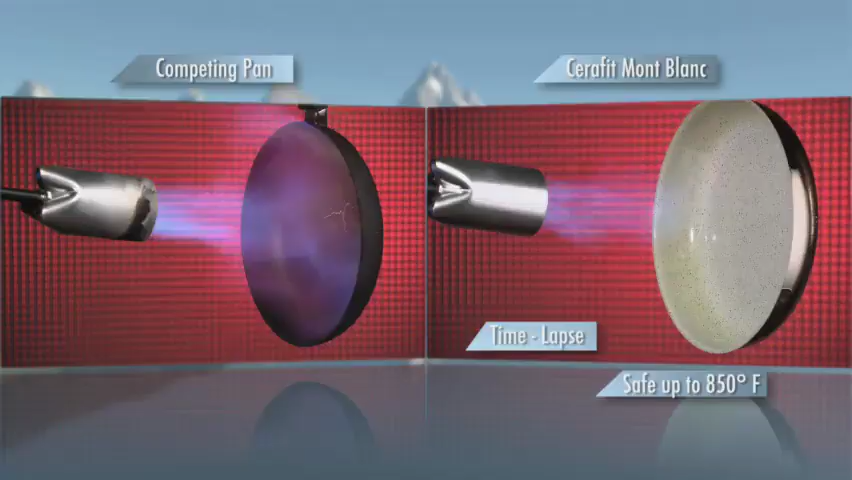 Competing Pan
Cerafit Mont Blanc
Time - Lapse
Safe up to 850° F